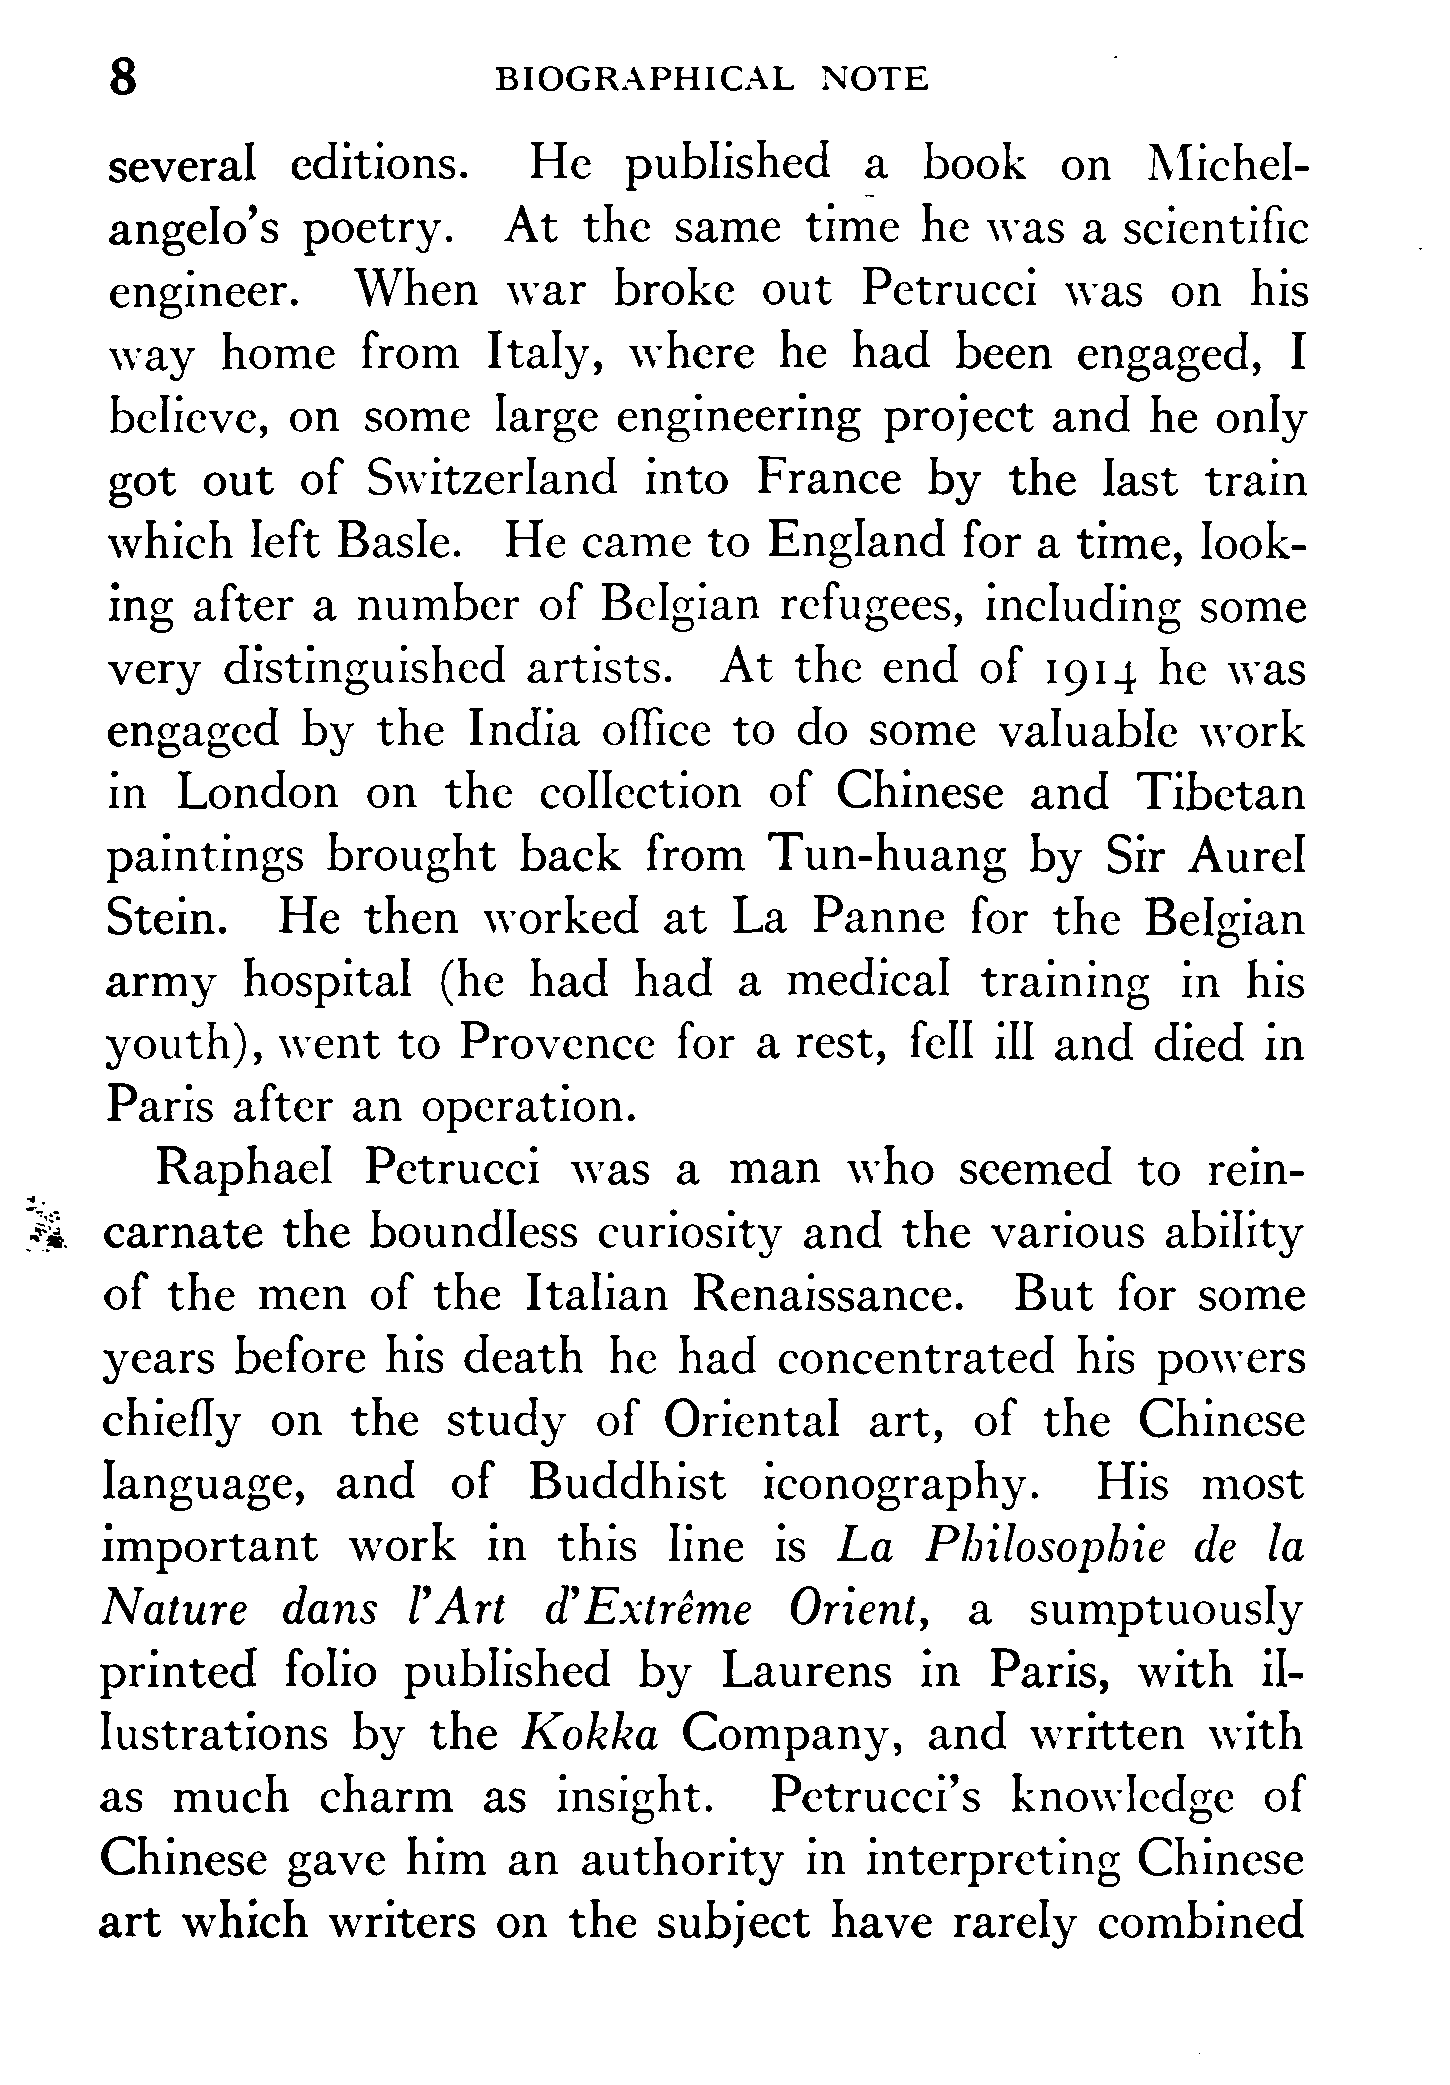 8 BIOGRAPHICAL NOTE
several editions. He published a book on Michel-
angelo's poetry. At the same time he was a scientific
engineer. When war broke out Petrucci was on his
way home from Italy, where he had been engaged, I
believe, on some large engineering project and he only
got out of Switzerland into France by the last train
which left Basle. He came to England for a time, look-
ing after a number of Belgian refugees, including some
very distinguished artists. At the end of 1914 he was
engaged by the India office to do some valuable work
in London on the collection of Chinese and Tibetan
paintings brought back from Tun-huang by Sir Aurel
Stein. He then worked at La Panne for the Belgian
army hospital (he had had a medical training in his
youth), went to Provence for a rest, fell ill and died in
Paris after an operation.
Raphael Petrucci was a man who seemed to rein-
carnate the boundless curiosity and the various ability
of the men of the Italian Renaissance. But for some
years before his death he had concentrated his powers
chiefly on the study of Oriental art, of the Chinese
language, and of Buddhist iconography. His most
important work in this line is La Philosophie de la
Nature dans l'Art d'Extrême Orient, a sumptuously
printed folio published by Laurens in Paris, with il-
lustrations by the Kokka Company, and written with
as much charm as insight. Petrucci's knowledge of
Chinese gave him an authority in interpreting Chinese
art which writers on the subject have rarely combined